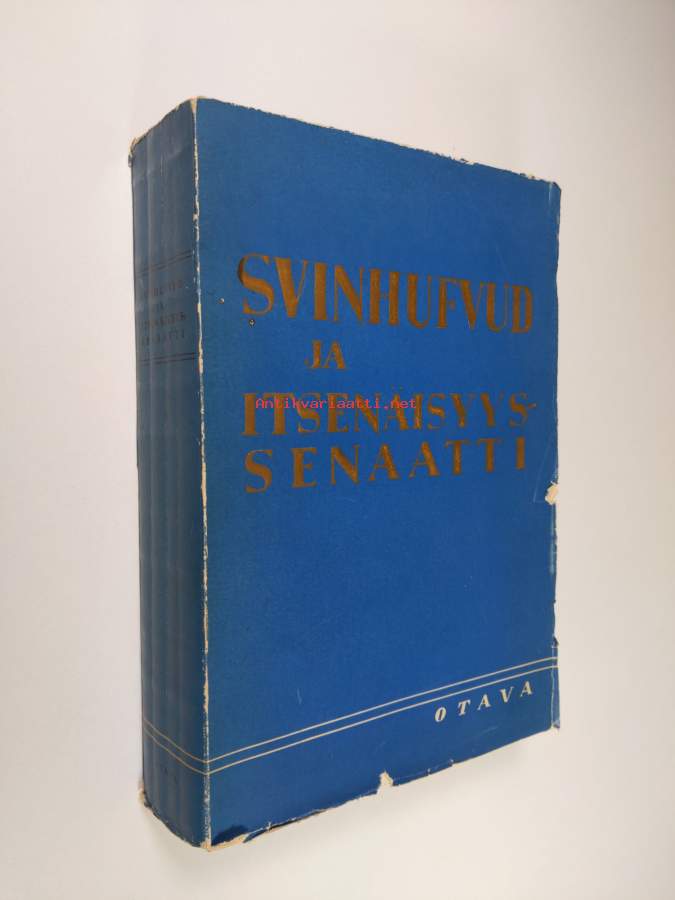 SVINHUFVUD
JA
ITSENÄISYYS-
SENAATTI
OTAVA
Antikvariaatti.net